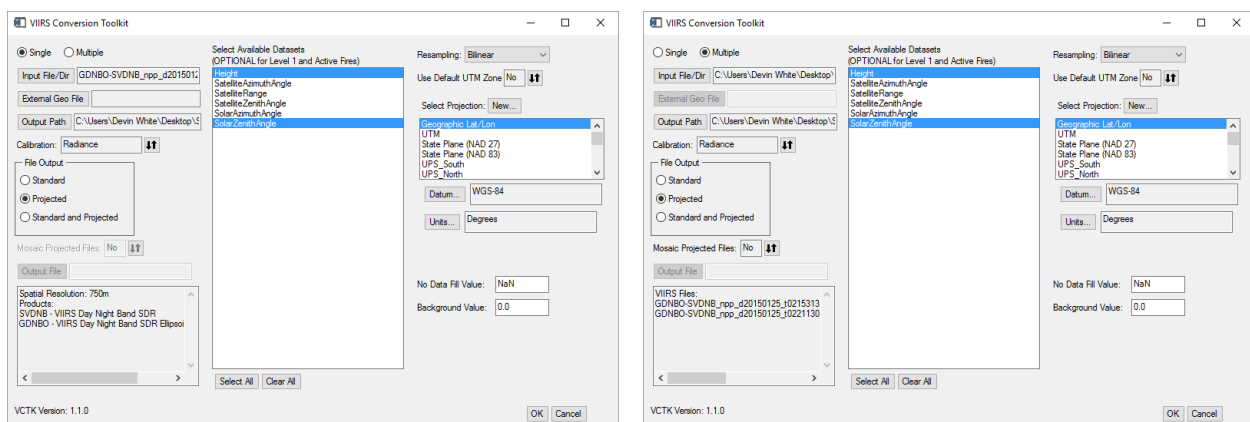 VIIRS Conversion Toolkit
Single Multiple
Input File/Dir GDNBO-SVDNB_npp_d201501
External Geo File
Output Path C:\Users\Devin White\Desktop\S
Calibration: Radiance
File Output
Standard
Projected
Standard and Projected
Mosaic Projected Files: No
Output File
Spatial Resolution: 750m
Products:
SVDNB - VIIRS Day Night Band SDR
GDNBO - VIIRS Day Night Band SDR Ellipsoi
VCTK Version: 1.1.0
Select Available Datasets
(OPTIONAL for Level 1 and Active Fires)
Height
SatelliteAzimuthAngle
SatelliteRange
SatelliteZenithAngle
SolarAzimuthAngle
SolarZenithAngle
Select All Clear All
Resampling: Bilinear
Use Default UTM Zone No
Select Projection: New...
Geographic Lat/Lon
UTM
State Plane (NAD 27)
State Plane (NAD 83)
UPS_South
UPS_North
Datum... WGS-84
Units... Degrees
No Data Fill Value: NaN
Background Value: 0.0
OK Cancel
VIIRS Conversion Toolkit
Single Multiple
Input File/Dir C:\Users\Devin White\Desktop\
External Geo File
Output Path C:\Users\Devin White\Desktop\S
Calibration: Radiance
File Output
Standard
Projected
Standard and Projected
Mosaic Projected Files: No
Output File
VIIRS Files:
GDNBO-SVDNB_npp_d20150125_t0215313
GDNBO-SVDNB_npp_d20150125_t0221130
VCTK Version: 1.1.0
Select Available Datasets
(OPTIONAL for Level 1 and Active Fires)
Height
SatelliteAzimuthAngle
SatelliteRange
SatelliteZenithAngle
SolarAzimuthAngle
SolarZenithAngle
Select All Clear All
Resampling: Bilinear
Use Default UTM Zone No
Select Projection: New...
Geographic Lat/Lon
UTM
State Plane (NAD 27)
State Plane (NAD 83)
UPS_South
UPS_North
Datum... WGS-84
Units... Degrees
No Data Fill Value: NaN
Background Value: 0.0
OK Cancel